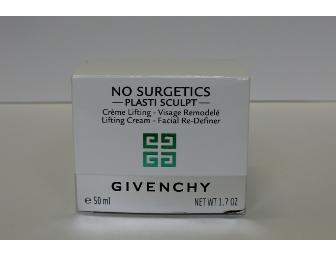 NO SURGETICS
PLASTI SCULPT
Crème Lifting - Visage Remodelé
Lifting Cream - Facial Re-Definer
GIVENCHY
℮ 50 ml NET WT 1.7 OZ